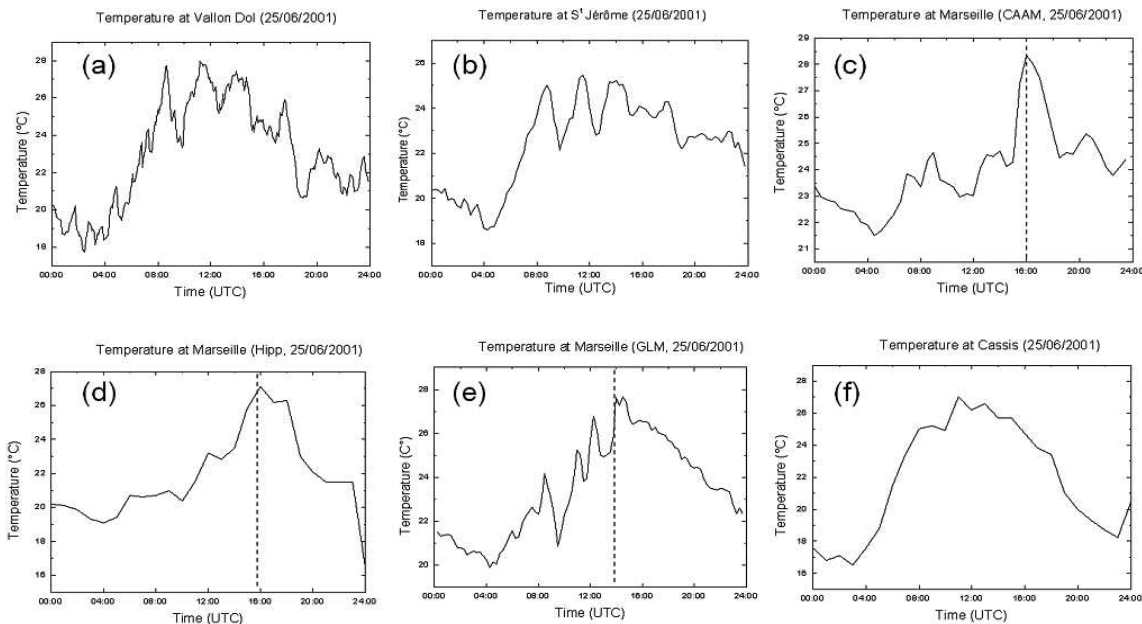 Temperature at Vallon Dol (25/06/2001)
(a)
Temperature (°C)
28
26
24
22
20
18
00:00 04:00 08:00 12:00 16:00 20:00 24:00
Time (UTC)
Temperature at Sᵗ Jérôme (25/06/2001)
(b)
Temperature (°C)
26
24
22
20
18
00:00 04:00 08:00 12:00 16:00 20:00 24:00
Time (UTC)
Temperature at Marseille (CAAM, 25/06/2001)
(c)
Temperature (°C)
29
28
27
26
25
24
23
22
21
00:00 04:00 08:00 12:00 16:00 20:00 24:00
Time (UTC)
Temperature at Marseille (Hipp, 25/06/2001)
(d)
Temperature (°C)
28
26
24
22
20
18
16
00:00 04:00 08:00 12:00 16:00 20:00 24:00
Time (UTC)
Temperature at Marseille (GLM, 25/06/2001)
(e)
Temperature (C°)
28
26
24
22
20
00:00 04:00 08:00 12:00 16:00 20:00 24:00
Time (UTC)
Temperature at Cassis (25/06/2001)
(f)
Temperature (°C)
28
26
24
22
20
18
16
00:00 04:00 08:00 12:00 16:00 20:00 24:00
Time (UTC)